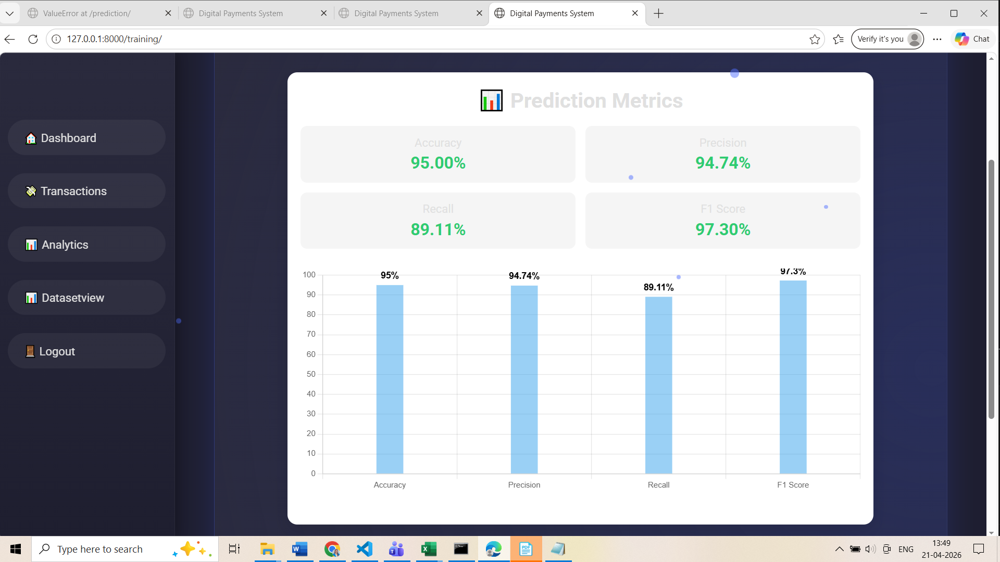 ValueError at /prediction/
Digital Payments System
Digital Payments System
Digital Payments System
127.0.0.1:8000/training/
Verify it's you
Chat
Dashboard
Transactions
Analytics
Datasetview
Logout
Prediction Metrics
Accuracy
95.00%
Precision
94.74%
Recall
89.11%
F1 Score
97.30%
100
90
80
70
60
50
40
30
20
10
0
95%
94.74%
89.11%
97.3%
Accuracy
Precision
Recall
F1 Score
Type here to search
W
T
X
PDF
ENG
13:49
21-04-2026